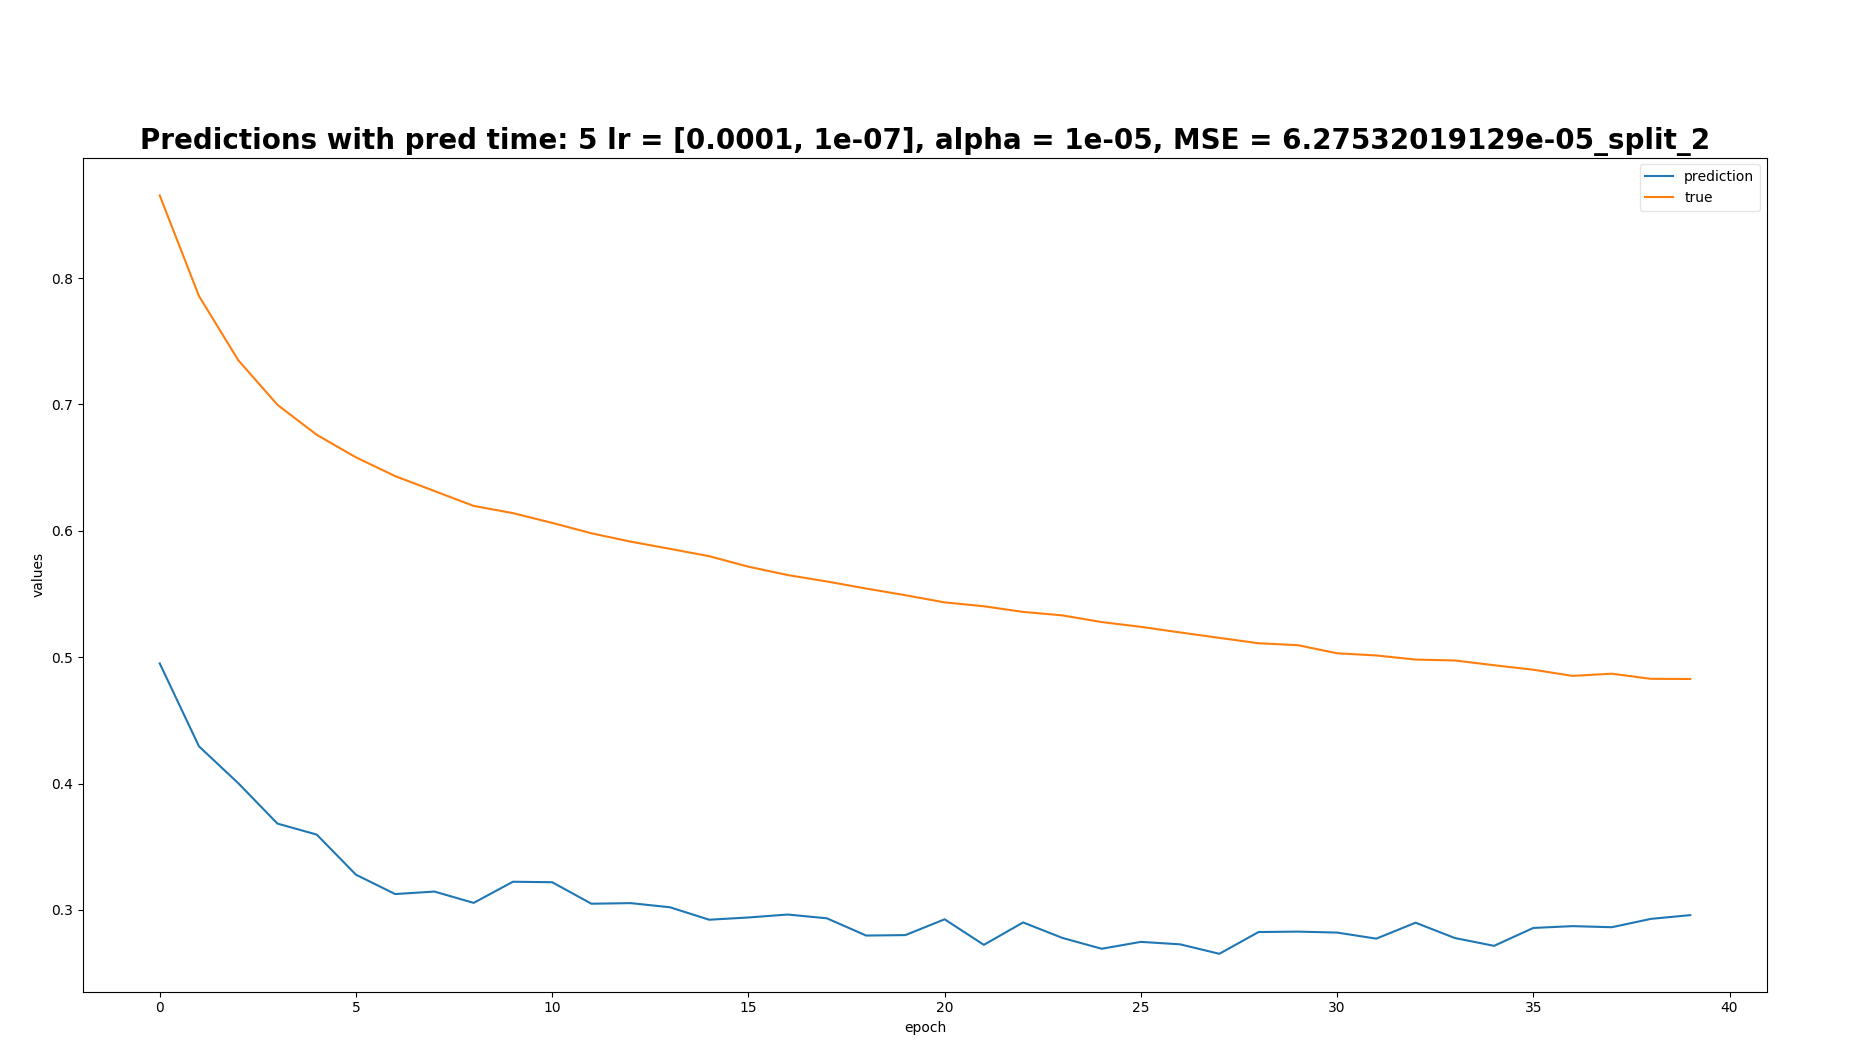 Predictions with pred time: 5 lr = [0.0001, 1e-07], alpha = 1e-05, MSE = 6.27532019129e-05_split_2
prediction
true
0.8
0.7
0.6
0.5
0.4
0.3
values
0 5 10 15 20 25 30 35 40
epoch